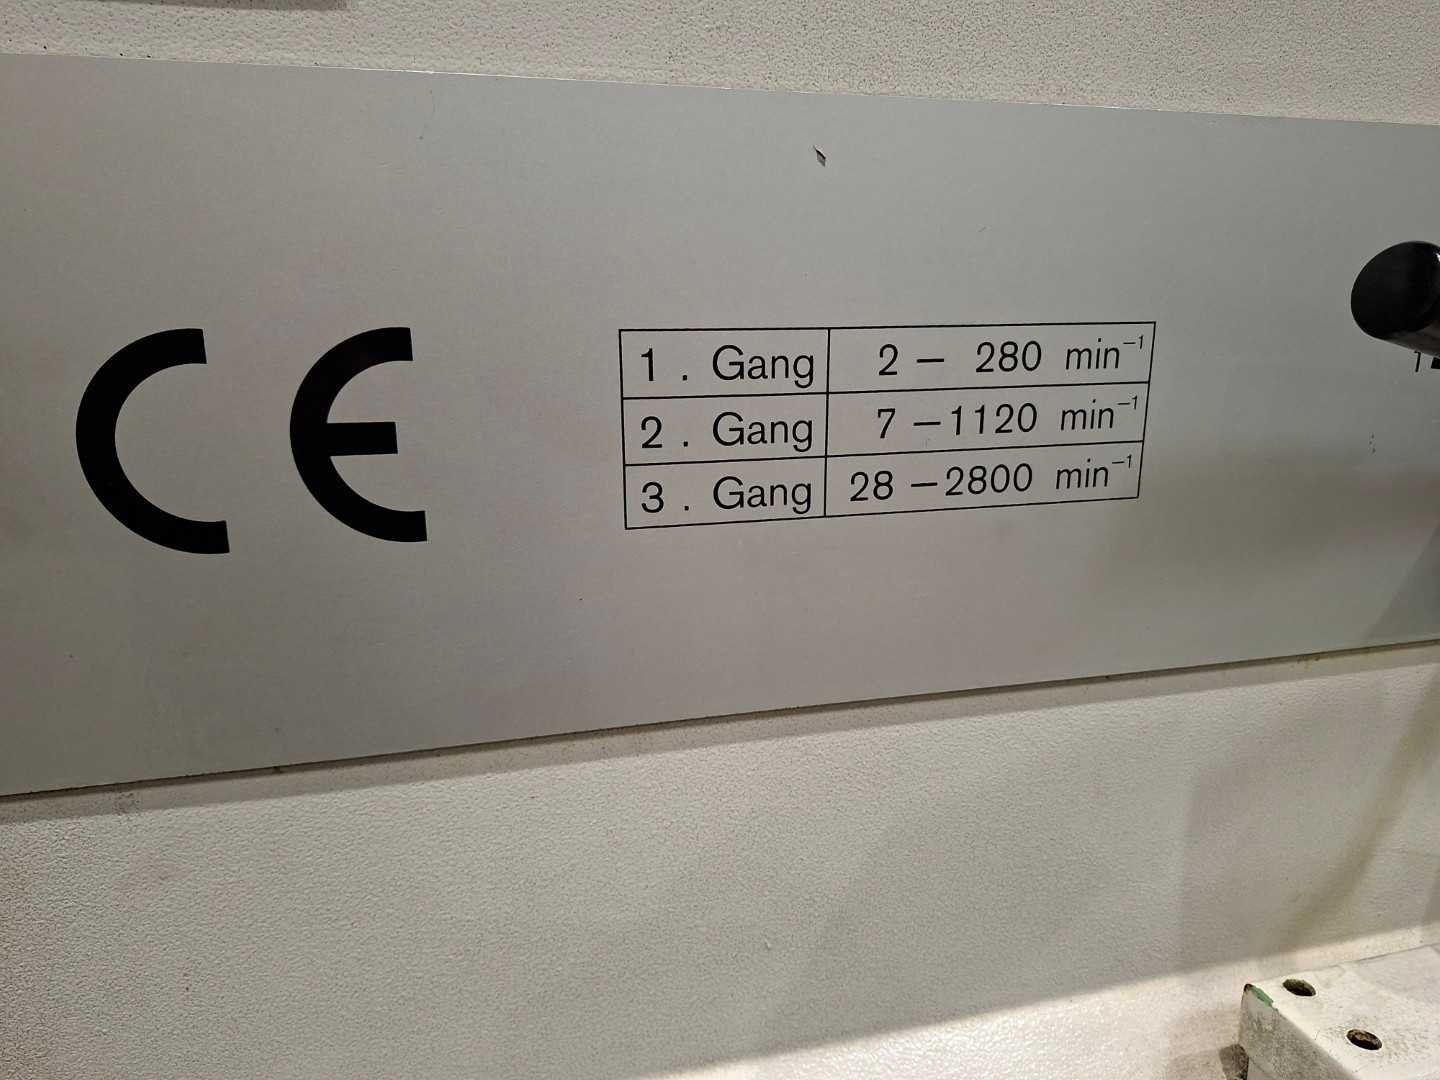 CE
1 . Gang 2 – 280 min⁻¹
2 . Gang 7 – 1120 min⁻¹
3 . Gang 28 – 2800 min⁻¹
1